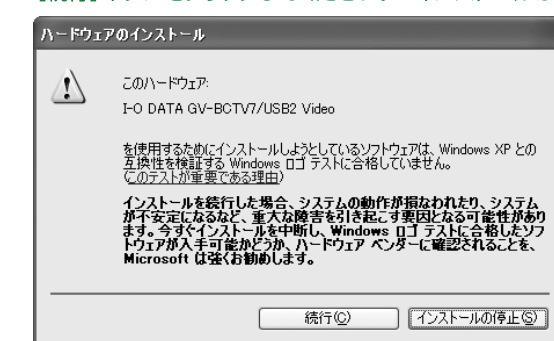 ハードウェアのインストール
このハードウェア:
I-O DATA GV-BCTV7/USB2 Video
を使用するためにインストールしようとしているソフトウェアは、Windows XP との
互換性を検証する Windows ロゴ テストに合格していません。
(このテストが重要である理由)
インストールを続行した場合、システムの動作が損なわれたり、システム
が不安定になるなど、重大な障害を引き起こす要因となる可能性があり
ます。今すぐインストールを中断し、Windows ロゴ テストに合格したソフ
トウェアが入手可能かどうか、ハードウェア ベンダーに確認されることを、
Microsoft は強くお勧めします。
続行(C)
インストールの停止(S)